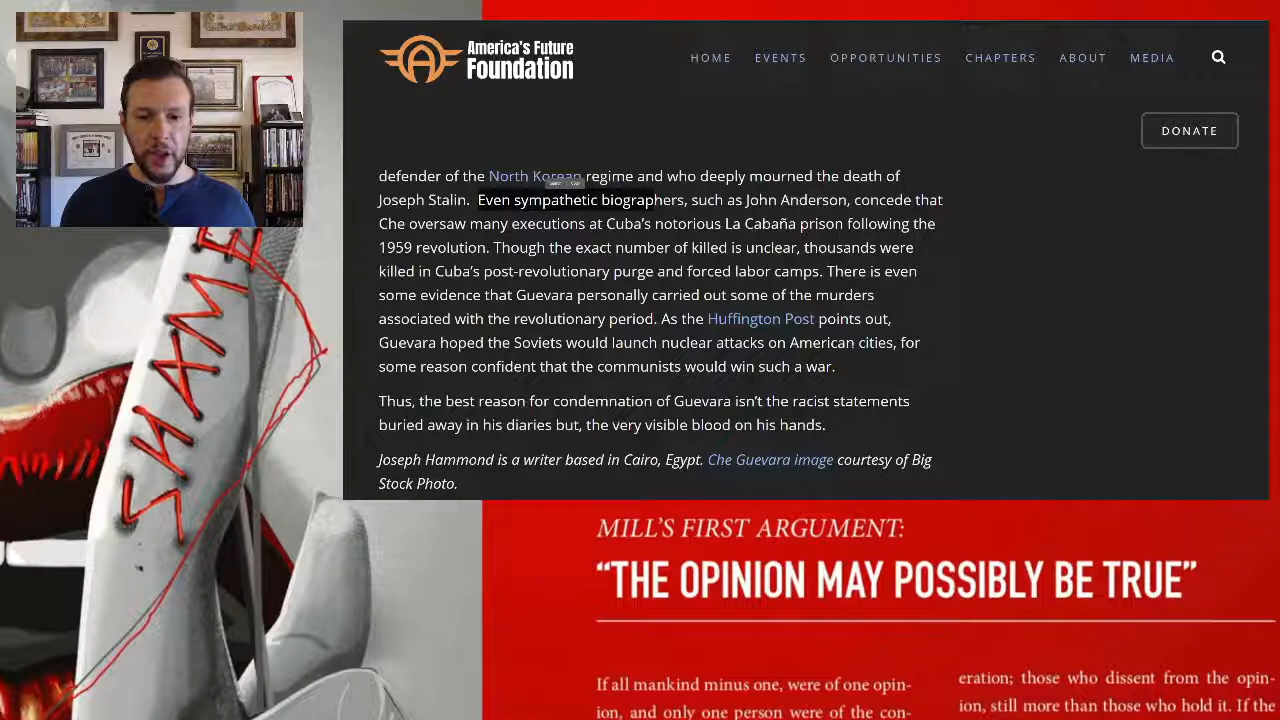 America's Future
Foundation
HOME EVENTS OPPORTUNITIES CHAPTERS ABOUT MEDIA
DONATE
defender of the North Korean regime and who deeply mourned the death of
Joseph Stalin. Even sympathetic biographers, such as John Anderson, concede that
Che oversaw many executions at Cuba's notorious La Cabaña prison following the
1959 revolution. Though the exact number of killed is unclear, thousands were
killed in Cuba's post-revolutionary purge and forced labor camps. There is even
some evidence that Guevara personally carried out some of the murders
associated with the revolutionary period. As the Huffington Post points out,
Guevara hoped the Soviets would launch nuclear attacks on American cities, for
some reason confident that the communists would win such a war.
Thus, the best reason for condemnation of Guevara isn't the racist statements
buried away in his diaries but, the very visible blood on his hands.
Joseph Hammond is a writer based in Cairo, Egypt. Che Guevara image courtesy of Big
Stock Photo.
SHAME
MILL'S FIRST ARGUMENT:
“THE OPINION MAY POSSIBLY BE TRUE”
If all mankind minus one, were of one opin-
ion, and only one person were of the con-
eration; those who dissent from the opin-
ion, still more than those who hold it. If the